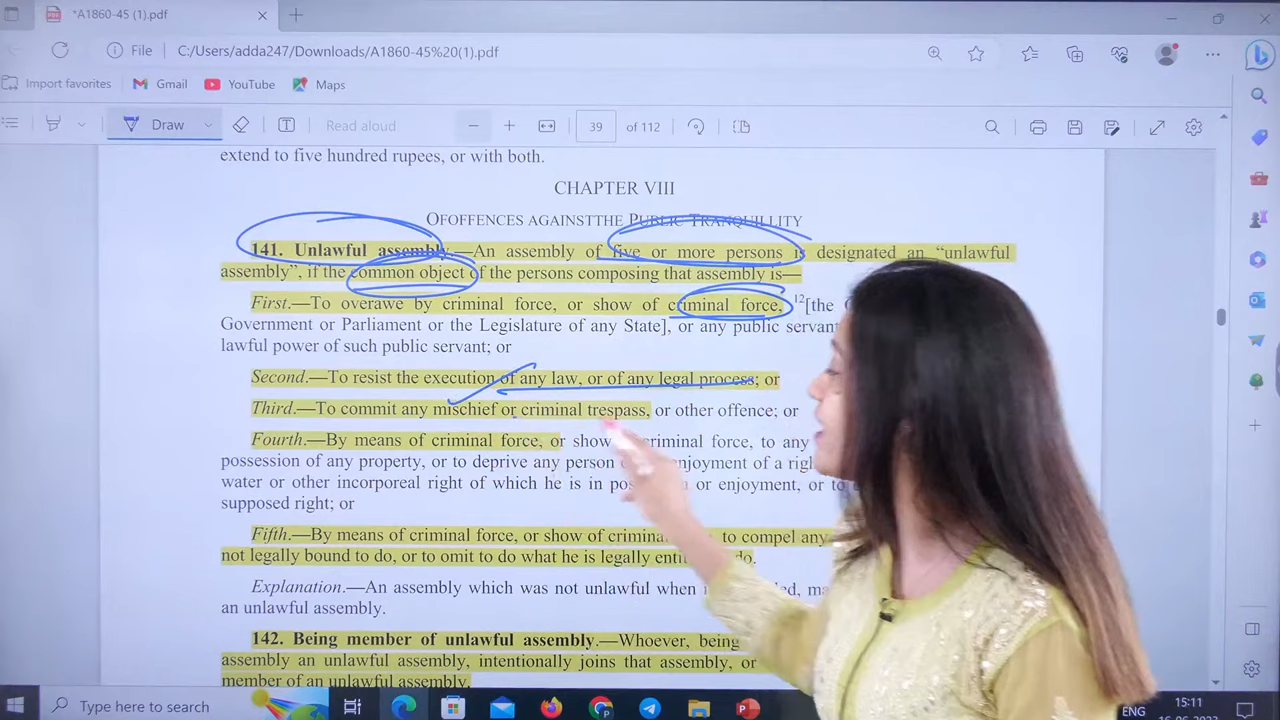 *A1860-45 (1).pdf
File C:/Users/adda247/Downloads/A1860-45%20(1).pdf
Import favorites Gmail YouTube Maps
Draw Read aloud 39 of 112
extend to five hundred rupees, or with both.
CHAPTER VIII
OFOFFENCES AGAINSTTHE PUBLIC TRANQUILLITY
141. Unlawful assembly.—An assembly of five or more persons is designated an “unlawful
assembly”, if the common object of the persons composing that assembly is—
First.—To overawe by criminal force, or show of criminal force, 12[the
Government or Parliament or the Legislature of any State], or any public servant
lawful power of such public servant; or
Second.—To resist the execution of any law, or of any legal process; or
Third.—To commit any mischief or criminal trespass, or other offence; or
Fourth.—By means of criminal force, or show criminal force, to any
possession of any property, or to deprive any person enjoyment of a
water or other incorporeal right of which he is in or enjoyment, or to
supposed right; or
Fifth.—By means of criminal force, or show of to compel any
not legally bound to do, or to omit to do what he is legally do.
Explanation.—An assembly which was not unlawful when
an unlawful assembly.
142. Being member of unlawful assembly.—Whoever, being
assembly an unlawful assembly, intentionally joins that assembly, or
member of an unlawful assembly.
Type here to search ENG 15:11